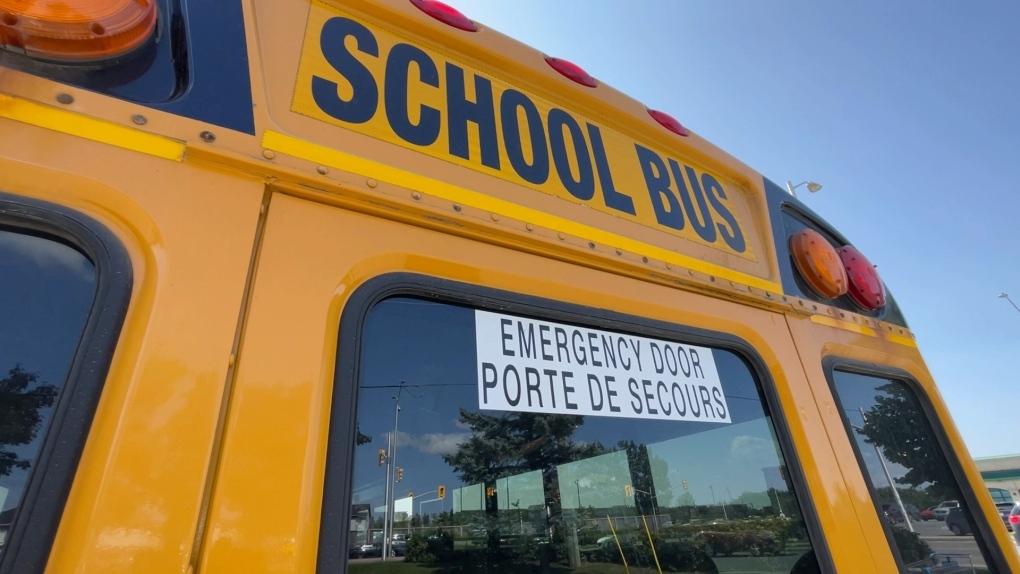 SCHOOL BUS
EMERGENCY DOOR
PORTE DE SECOURS